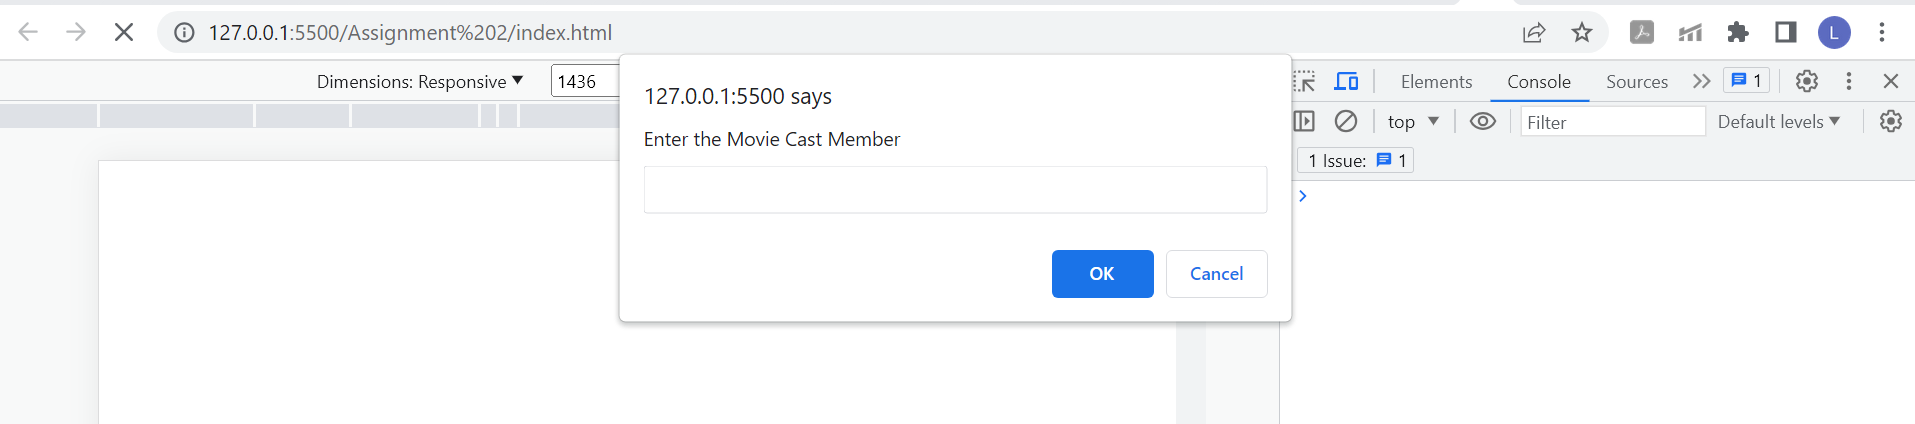 127.0.0.1:5500/Assignment%202/index.html
L
Dimensions: Responsive
1436
127.0.0.1:5500 says
Enter the Movie Cast Member
OK
Cancel
Elements
Console
Sources
1
top
Filter
Default levels
1 Issue:
1